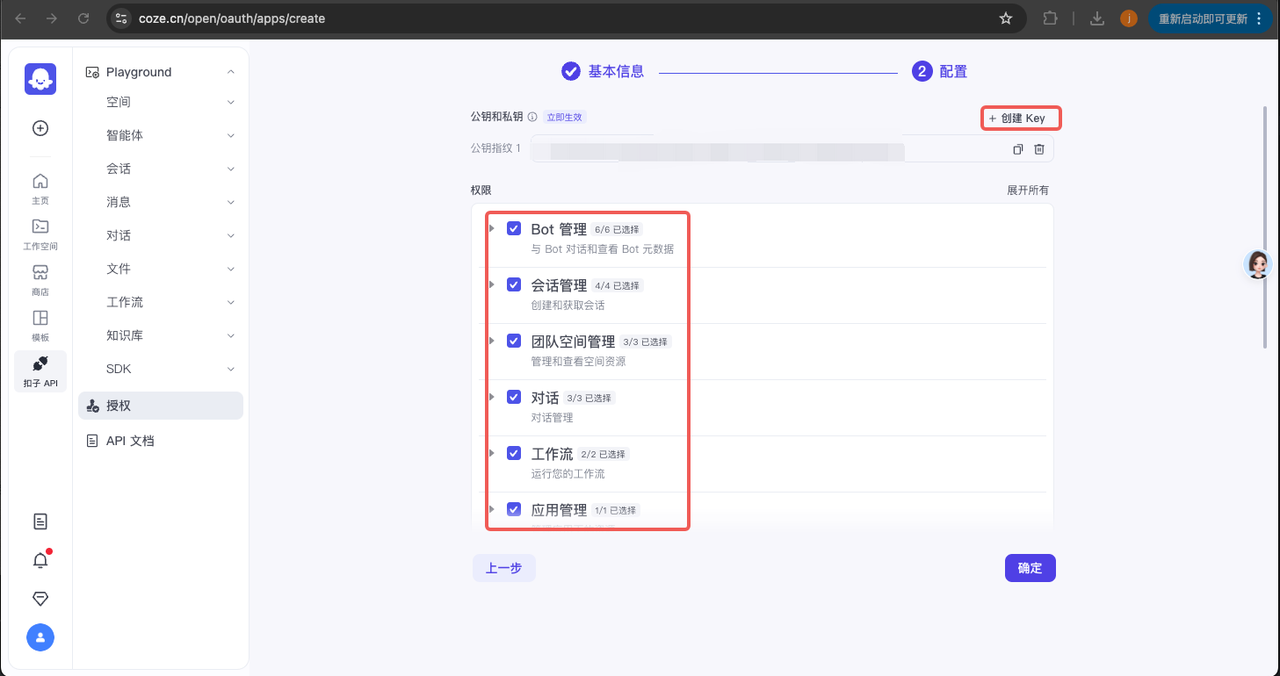 coze.cn/open/oauth/apps/create
j
重新启动即可更新
主页
工作空间
商店
模板
扣子 API
Playground
空间
智能体
会话
消息
对话
文件
工作流
知识库
SDK
授权
API 文档
基本信息
2 配置
公钥和私钥 立即生效
+ 创建 Key
公钥指纹 1
权限
展开所有
Bot 管理 6/6 已选择
与 Bot 对话和查看 Bot 元数据
会话管理 4/4 已选择
创建和获取会话
团队空间管理 3/3 已选择
管理和查看空间资源
对话 3/3 已选择
对话管理
工作流 2/2 已选择
运行您的工作流
应用管理 1/1 已选择
上一步
确定